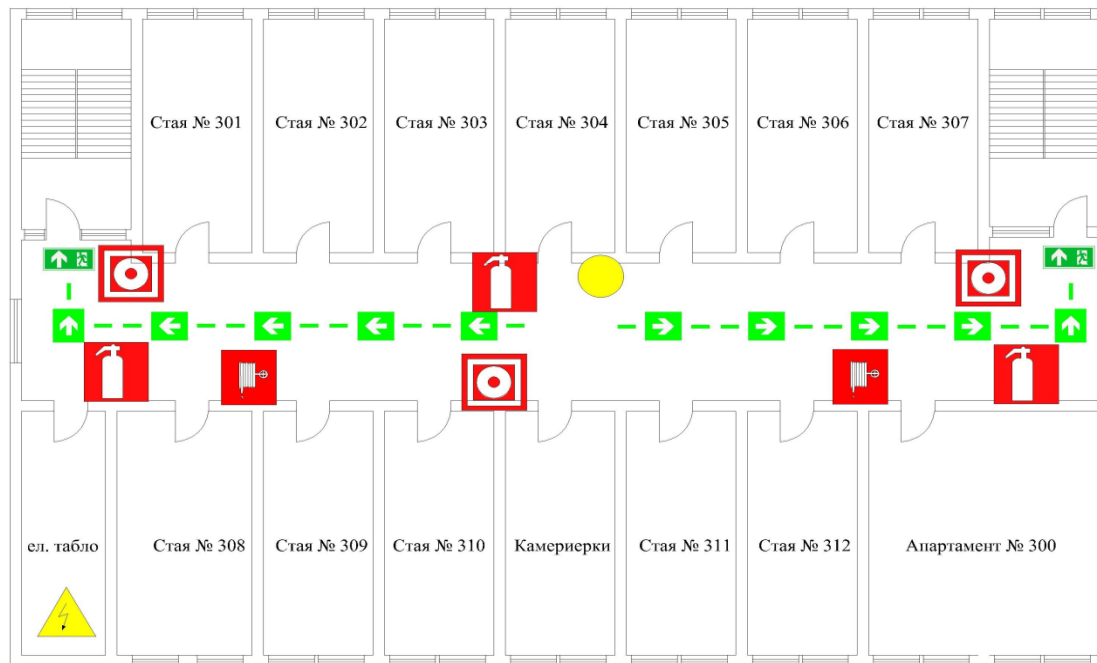 Стая № 301
Стая № 302
Стая № 303
Стая № 304
Стая № 305
Стая № 306
Стая № 307
ел. табло
Стая № 308
Стая № 309
Стая № 310
Камериерки
Стая № 311
Стая № 312
Апартамент № 300